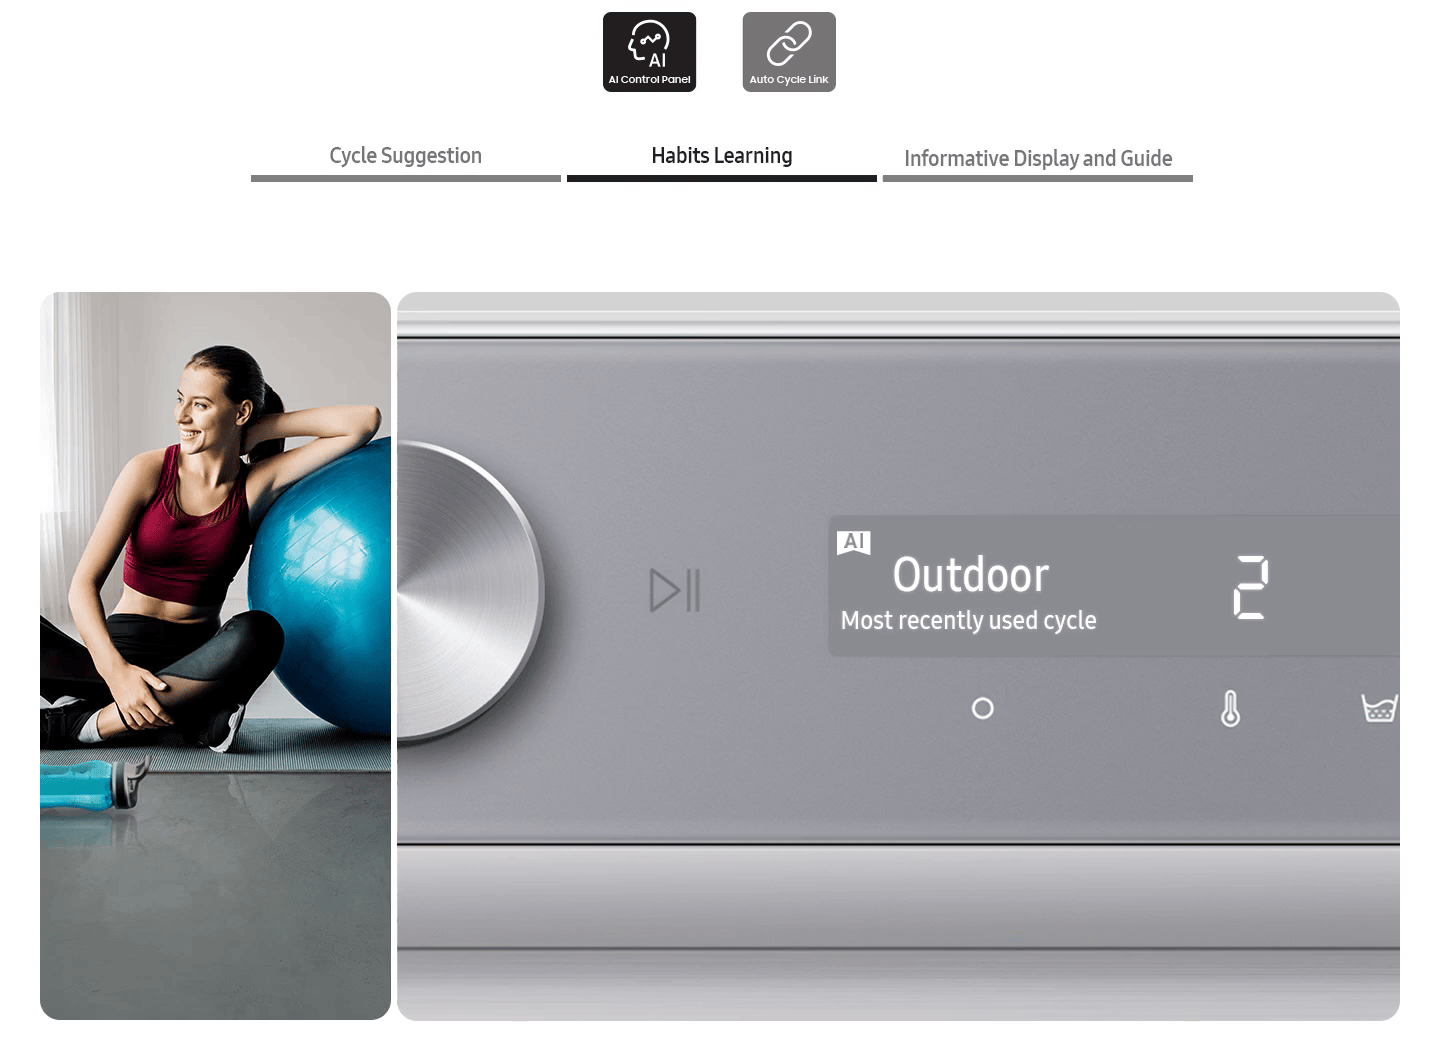 AI
AI Control Panel
Auto Cycle Link
Cycle Suggestion
Habits Learning
Informative Display and Guide
AI
Outdoor
2
Most recently used cycle